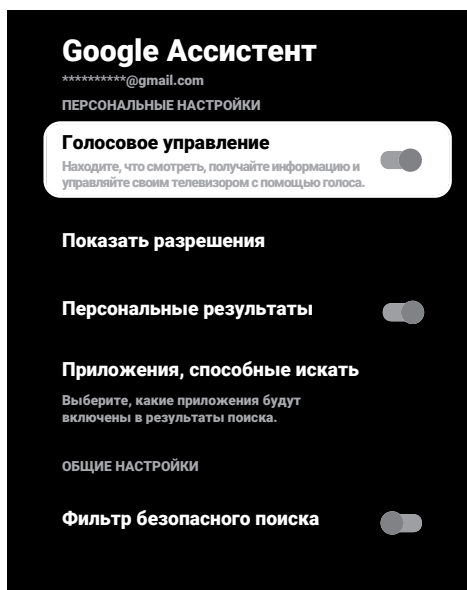 Google Ассистент
**********@gmail.com
ПЕРСОНАЛЬНЫЕ НАСТРОЙКИ
Голосовое управление
Находите, что смотреть, получайте информацию и
управляйте своим телевизором с помощью голоса.
Показать разрешения
Персональные результаты
Приложения, способные искать
Выберите, какие приложения будут
включены в результаты поиска.
ОБЩИЕ НАСТРОЙКИ
Фильтр безопасного поиска